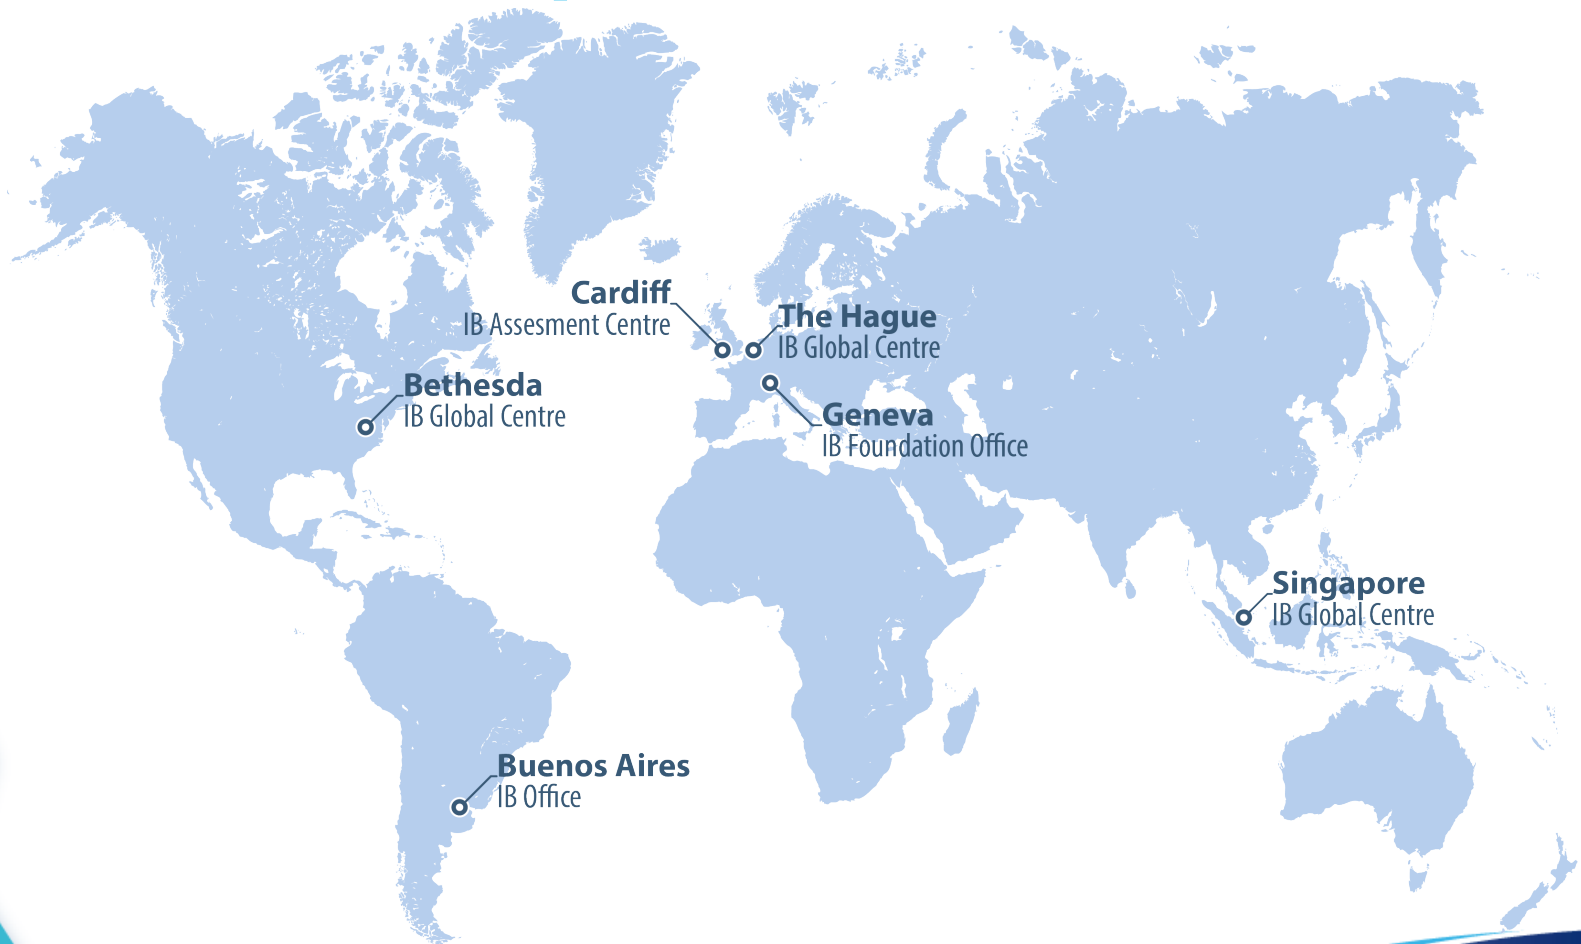 Cardiff
IB Assesment Centre
The Hague
IB Global Centre
Bethesda
IB Global Centre
Geneva
IB Foundation Office
Singapore
IB Global Centre
Buenos Aires
IB Office